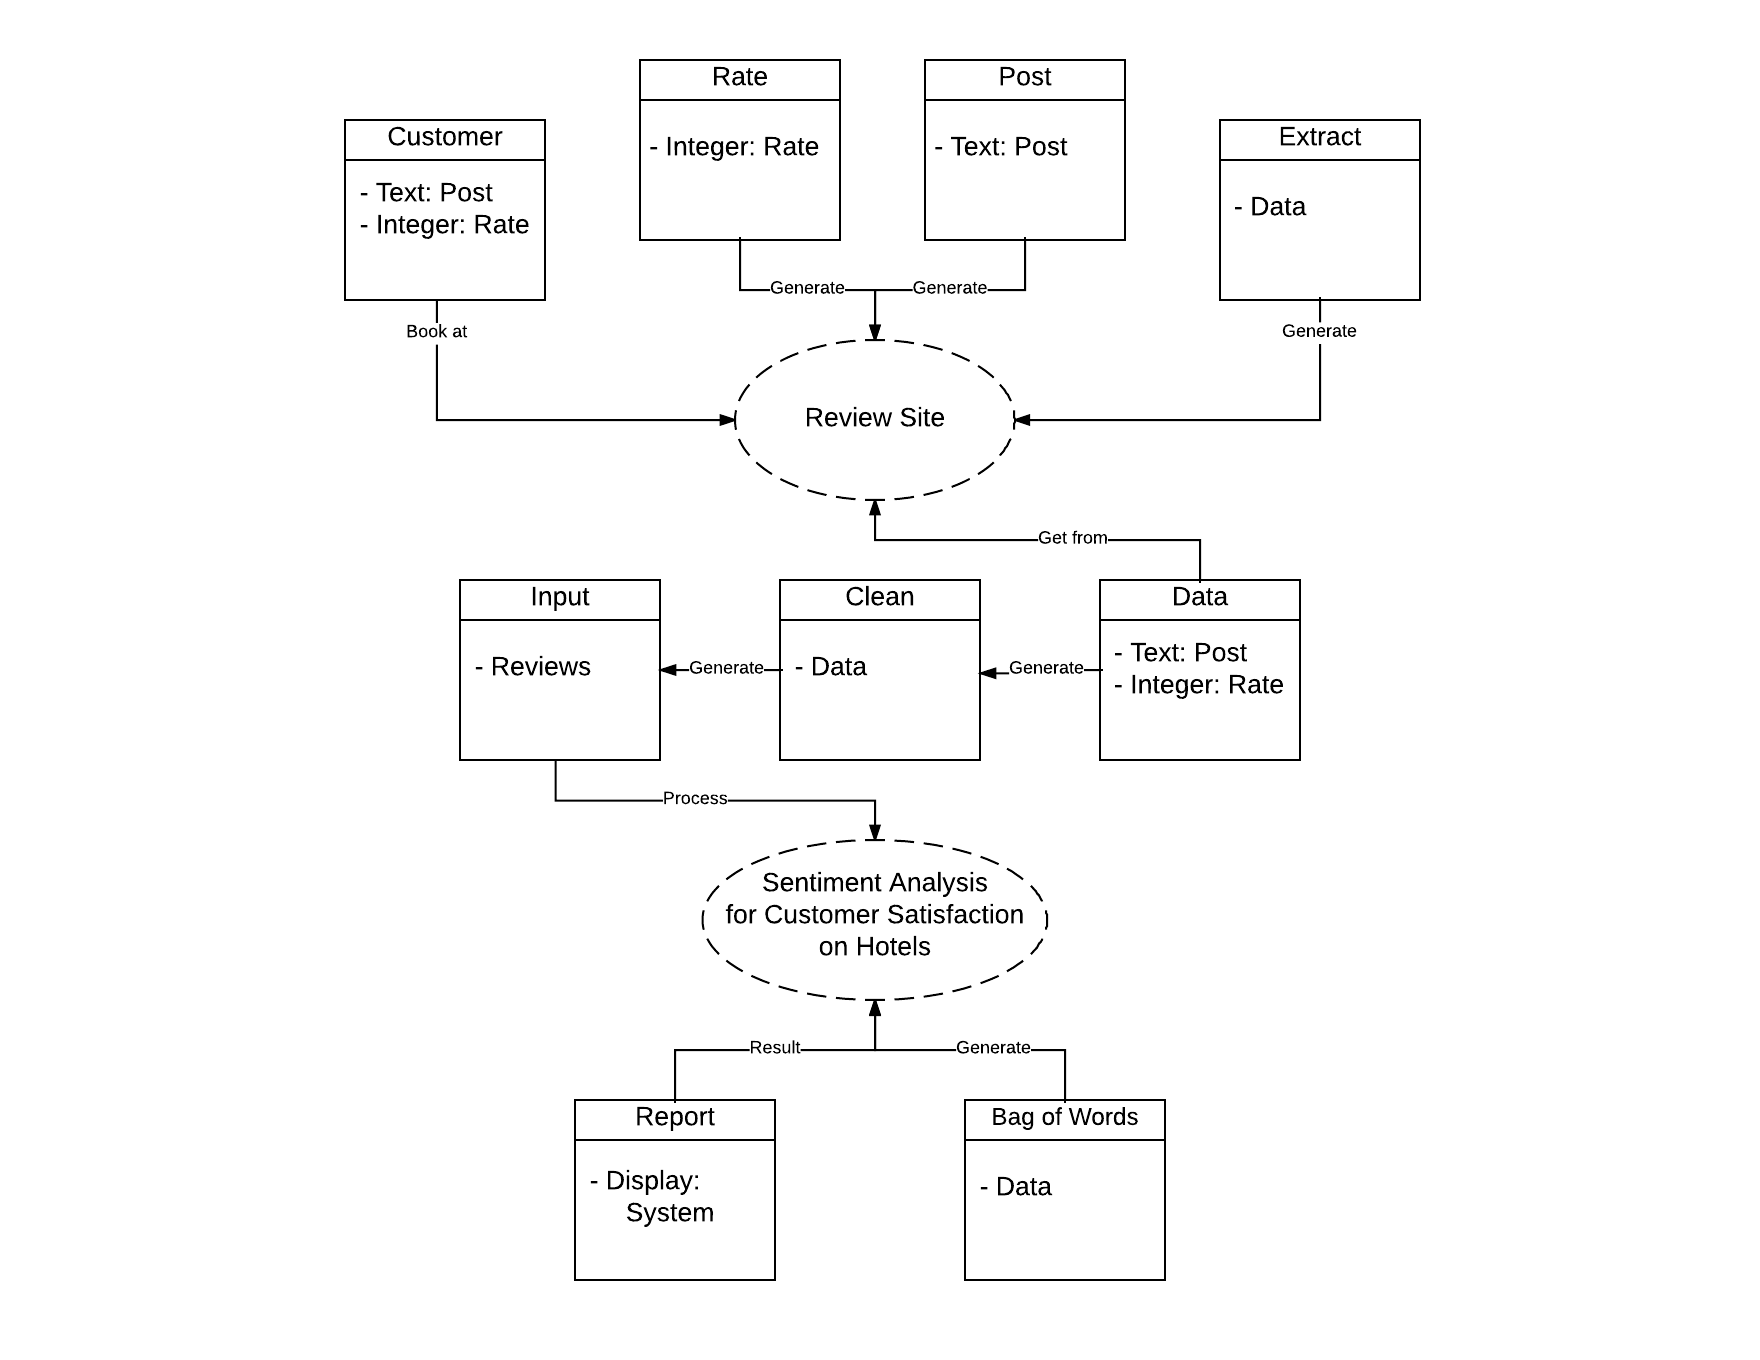 Rate
- Integer: Rate
Post
- Text: Post
Customer
- Text: Post
- Integer: Rate
Extract
- Data
Generate
Generate
Book at
Generate
Review Site
Get from
Input
- Reviews
Generate
Clean
- Data
Generate
Data
- Text: Post
- Integer: Rate
Process
Sentiment Analysis
for Customer Satisfaction
on Hotels
Result
Generate
Report
- Display:
System
Bag of Words
- Data